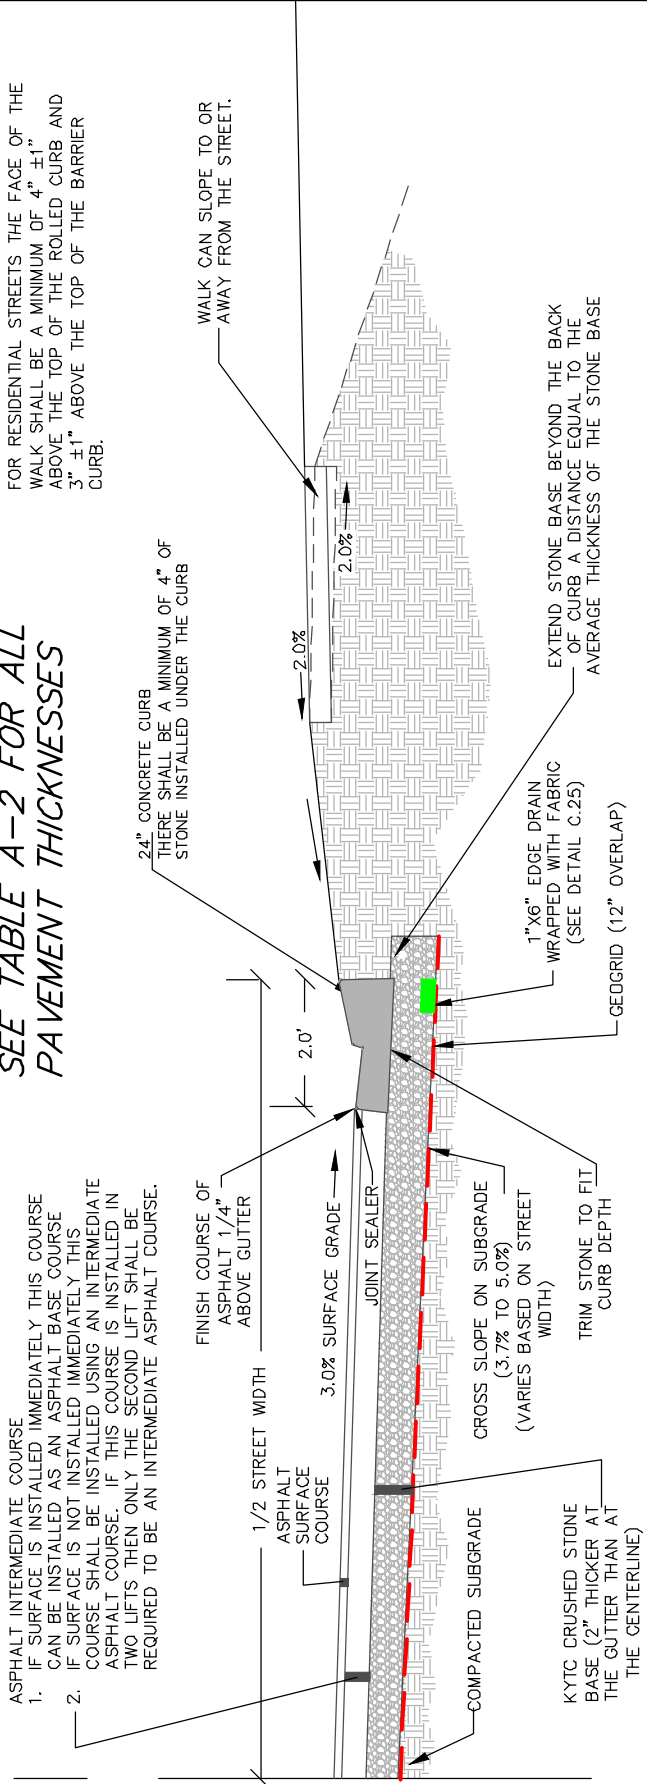 ASPHALT INTERMEDIATE COURSE
1. IF SURFACE IS INSTALLED IMMEDIATELY THIS COURSE
CAN BE INSTALLED AS AN ASPHALT BASE COURSE
2. IF SURFACE IS NOT INSTALLED IMMEDIATELY THIS
COURSE SHALL BE INSTALLED USING AN INTERMEDIATE
ASPHALT COURSE. IF THIS COURSE IS INSTALLED IN
TWO LIFTS THEN ONLY THE SECOND LIFT SHALL BE
REQUIRED TO BE AN INTERMEDIATE ASPHALT COURSE.
SEE TABLE A-2 FOR ALL
PAVEMENT THICKNESSES
FOR RESIDENTIAL STREETS THE FACE OF THE
WALK SHALL BE A MINIMUM OF 4" ±1"
ABOVE THE TOP OF THE ROLLED CURB AND
3" ±1" ABOVE THE TOP OF THE BARRIER
CURB.
24" CONCRETE CURB
THERE SHALL BE A MINIMUM OF 4" OF
STONE INSTALLED UNDER THE CURB
WALK CAN SLOPE TO OR
AWAY FROM THE STREET.
1/2 STREET WIDTH
FINISH COURSE OF
ASPHALT 1/4"
ABOVE GUTTER
2.0'
ASPHALT
SURFACE
COURSE
3.0% SURFACE GRADE
JOINT SEALER
2.0%
2.0%
COMPACTED SUBGRADE
CROSS SLOPE ON SUBGRADE
(3.7% TO 5.0%)
(VARIES BASED ON STREET
WIDTH)
1"X6" EDGE DRAIN
WRAPPED WITH FABRIC
(SEE DETAIL C.25)
EXTEND STONE BASE BEYOND THE BACK
OF CURB A DISTANCE EQUAL TO THE
AVERAGE THICKNESS OF THE STONE BASE
KYTC CRUSHED STONE
BASE (2" THICKER AT
THE GUTTER THAN AT
THE CENTERLINE)
TRIM STONE TO FIT
CURB DEPTH
GEOGRID (12" OVERLAP)